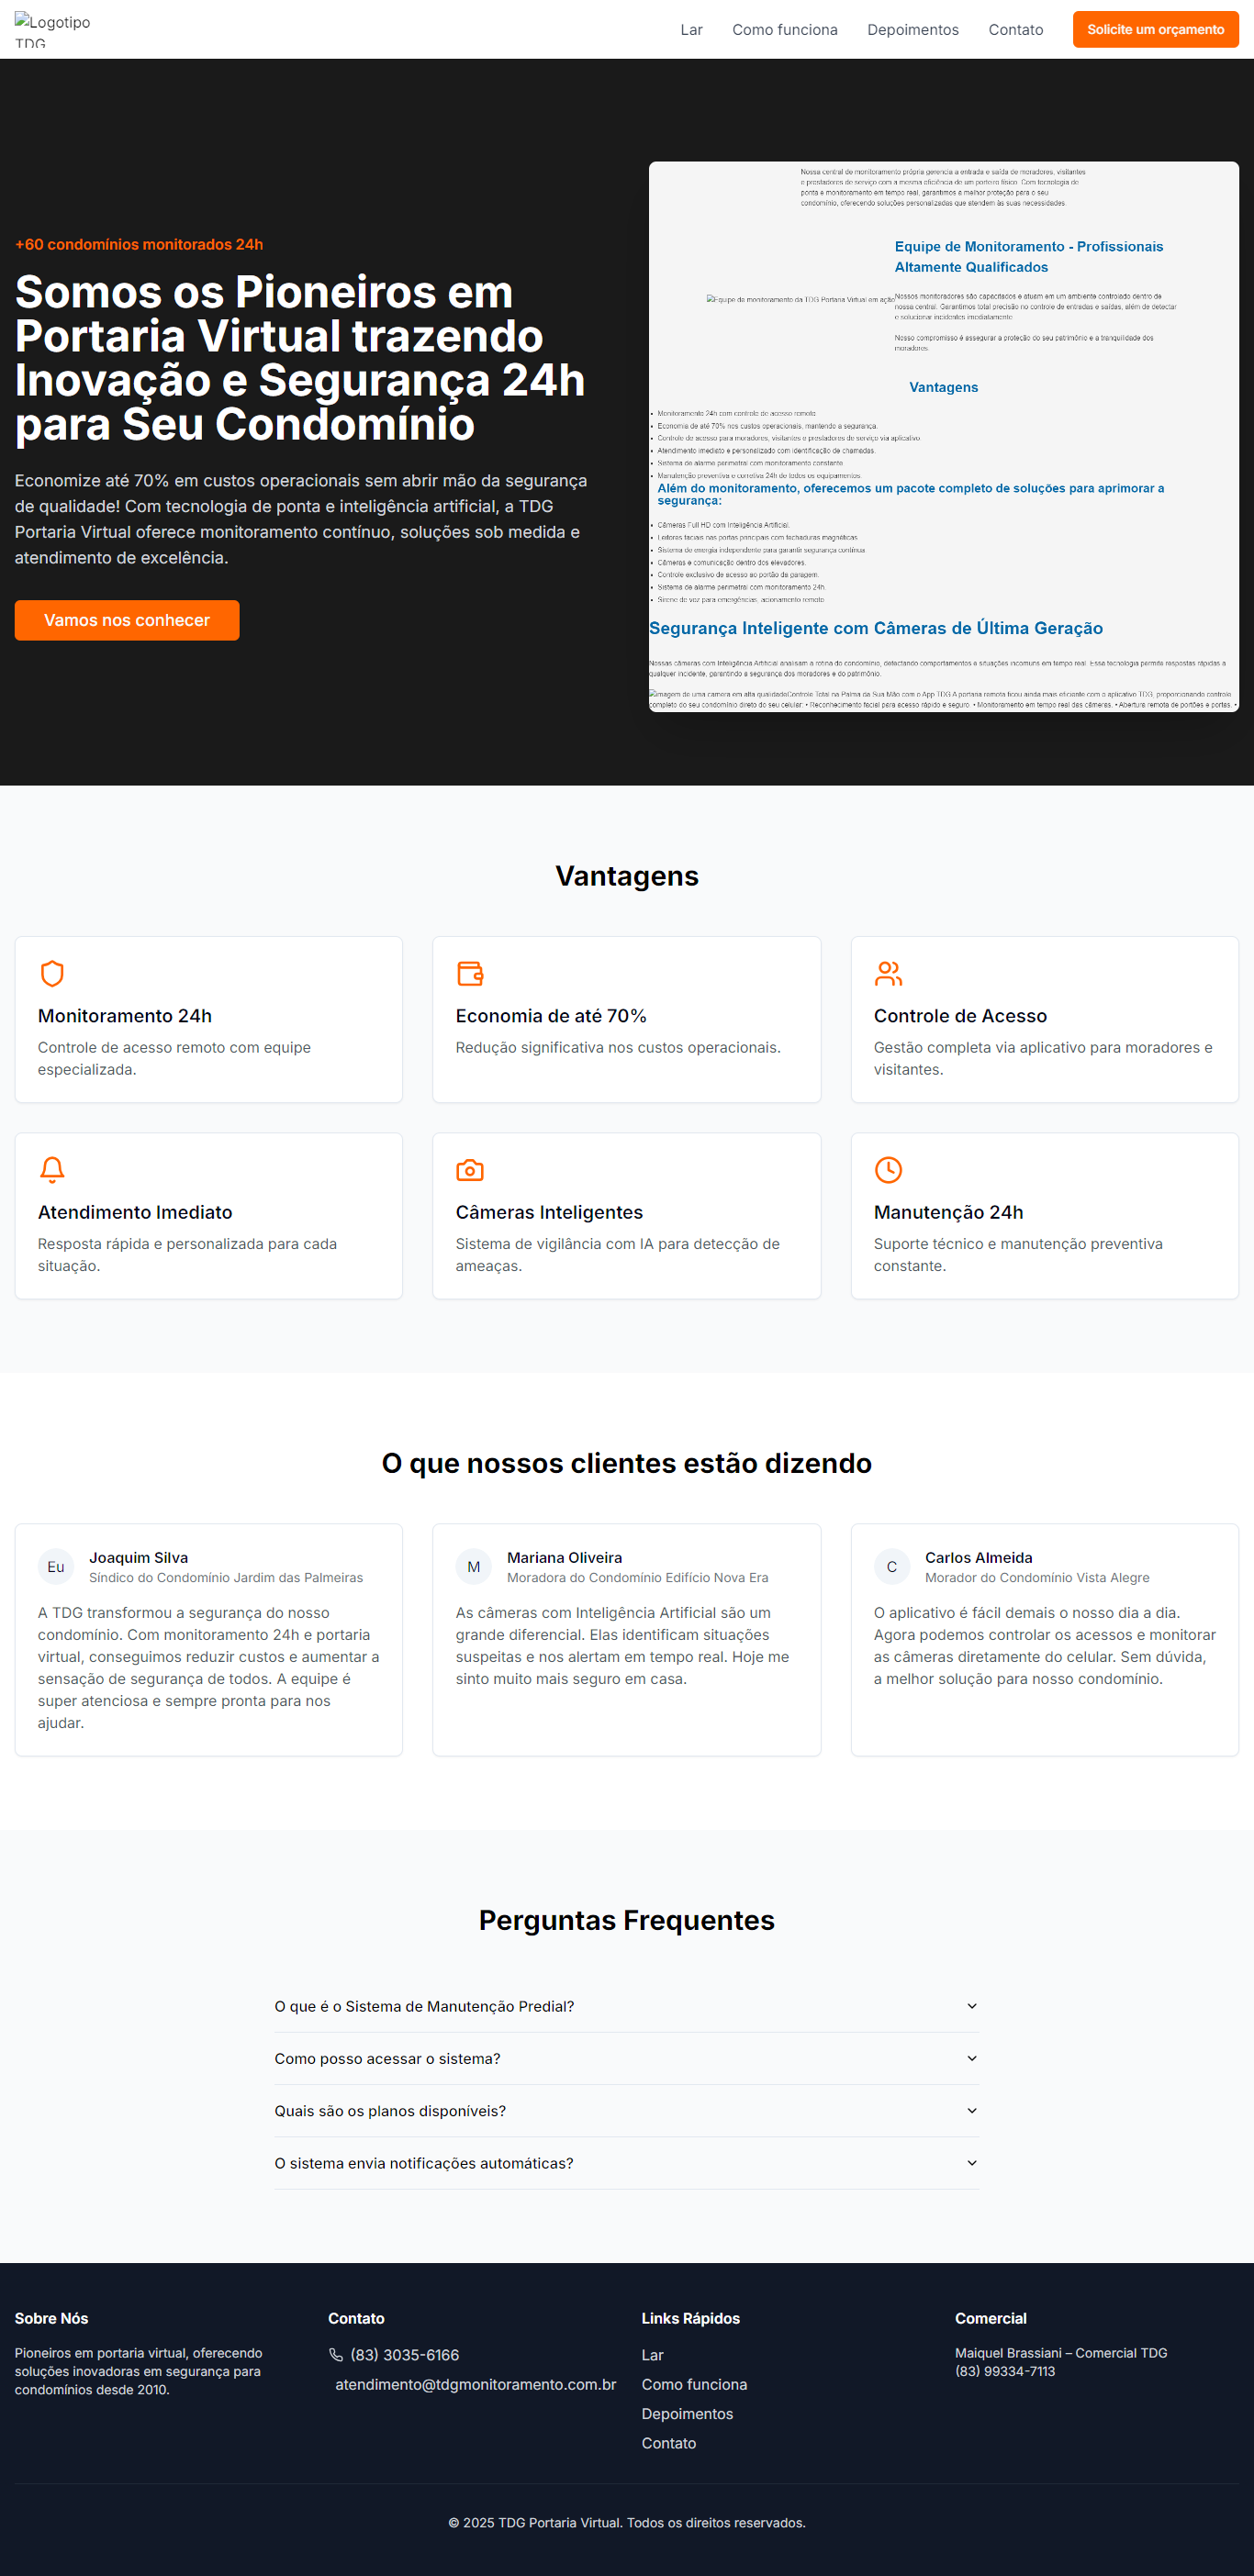 Logotipo
TDG
Lar
Como funciona
Depoimentos
Contato
Solicite um orçamento
+60 condomínios monitorados 24h
Somos os Pioneiros em
Portaria Virtual trazendo
Inovação e Segurança 24h
para Seu Condomínio
Economize até 70% em custos operacionais sem abrir mão da segurança
de qualidade! Com tecnologia de ponta e inteligência artificial, a TDG
Portaria Virtual oferece monitoramento contínuo, soluções sob medida e
atendimento de excelência.
Vamos nos conhecer
Nossa central de monitoramento própria gerencia a entrada e saída de moradores, visitantes
e prestadores de serviço com a mesma eficiência de um porteiro físico. Com tecnologia de
ponta e monitoramento em tempo real, garantimos a melhor proteção para o seu
condomínio, oferecendo soluções personalizadas que atendem às suas necessidades.
Equipe de Monitoramento - Profissionais
Altamente Qualificados
Equipe de monitoramento da TDG Portaria Virtual em ação
Nossos monitoradores são capacitados e atuam em um ambiente controlado dentro de
nossa central. Garantimos total precisão no controle de entradas e saídas, além de detectar
e solucionar incidentes imediatamente.
Nosso compromisso é assegurar a proteção do seu patrimônio e a tranquilidade dos
moradores.
Vantagens
• Monitoramento 24h com controle de acesso remoto.
• Economia de até 70% nos custos operacionais, mantendo a segurança.
• Controle de acesso para moradores, visitantes e prestadores de serviço via aplicativo.
• Atendimento imediato e personalizado com identificação de chamadas.
• Sistema de alarme perimetral com monitoramento constante.
• Manutenção preventiva e corretiva 24h de todos os equipamentos.
Além do monitoramento, oferecemos um pacote completo de soluções para aprimorar a
segurança:
• Câmeras Full HD com Inteligência Artificial.
• Leitores faciais nas portas principais com fechaduras magnéticas.
• Sistema de energia independente para garantir segurança contínua.
• Câmeras e comunicação dentro dos elevadores.
• Controle exclusivo de acesso ao portão da garagem.
• Sistema de alarme perimetral com monitoramento 24h.
• Sirene de voz para emergências, acionamento remoto.
Segurança Inteligente com Câmeras de Última Geração
Nossas câmeras com Inteligência Artificial analisam a rotina do condomínio, detectando comportamentos e situações incomuns em tempo real. Essa tecnologia permite respostas rápidas a
qualquer incidente, garantindo a segurança dos moradores e do patrimônio.
Imagem de uma câmera em alta qualidadeControle Total na Palma da Sua Mão com o App TDG A portaria remota ficou ainda mais eficiente com o aplicativo TDG, proporcionando controle
completo do seu condomínio direto do seu celular: • Reconhecimento facial para acesso rápido e seguro. • Monitoramento em tempo real das câmeras. • Abertura remota de portões e portas. •
Vantagens
Monitoramento 24h
Controle de acesso remoto com equipe
especializada.
Economia de até 70%
Redução significativa nos custos operacionais.
Controle de Acesso
Gestão completa via aplicativo para moradores e
visitantes.
Atendimento Imediato
Resposta rápida e personalizada para cada
situação.
Câmeras Inteligentes
Sistema de vigilância com IA para detecção de
ameaças.
Manutenção 24h
Suporte técnico e manutenção preventiva
constante.
O que nossos clientes estão dizendo
Eu
Joaquim Silva
Síndico do Condomínio Jardim das Palmeiras
A TDG transformou a segurança do nosso
condomínio. Com monitoramento 24h e portaria
virtual, conseguimos reduzir custos e aumentar a
sensação de segurança de todos. A equipe é
super atenciosa e sempre pronta para nos
ajudar.
M
Mariana Oliveira
Moradora do Condomínio Edifício Nova Era
As câmeras com Inteligência Artificial são um
grande diferencial. Elas identificam situações
suspeitas e nos alertam em tempo real. Hoje me
sinto muito mais seguro em casa.
C
Carlos Almeida
Morador do Condomínio Vista Alegre
O aplicativo é fácil demais o nosso dia a dia.
Agora podemos controlar os acessos e monitorar
as câmeras diretamente do celular. Sem dúvida,
a melhor solução para nosso condomínio.
Perguntas Frequentes
O que é o Sistema de Manutenção Predial?
Como posso acessar o sistema?
Quais são os planos disponíveis?
O sistema envia notificações automáticas?
Sobre Nós
Pioneiros em portaria virtual, oferecendo
soluções inovadoras em segurança para
condomínios desde 2010.
Contato
(83) 3035-6166
atendimento@tdgmonitoramento.com.br
Links Rápidos
Lar
Como funciona
Depoimentos
Contato
Comercial
Maiquel Brassiani – Comercial TDG
(83) 99334-7113
© 2025 TDG Portaria Virtual. Todos os direitos reservados.